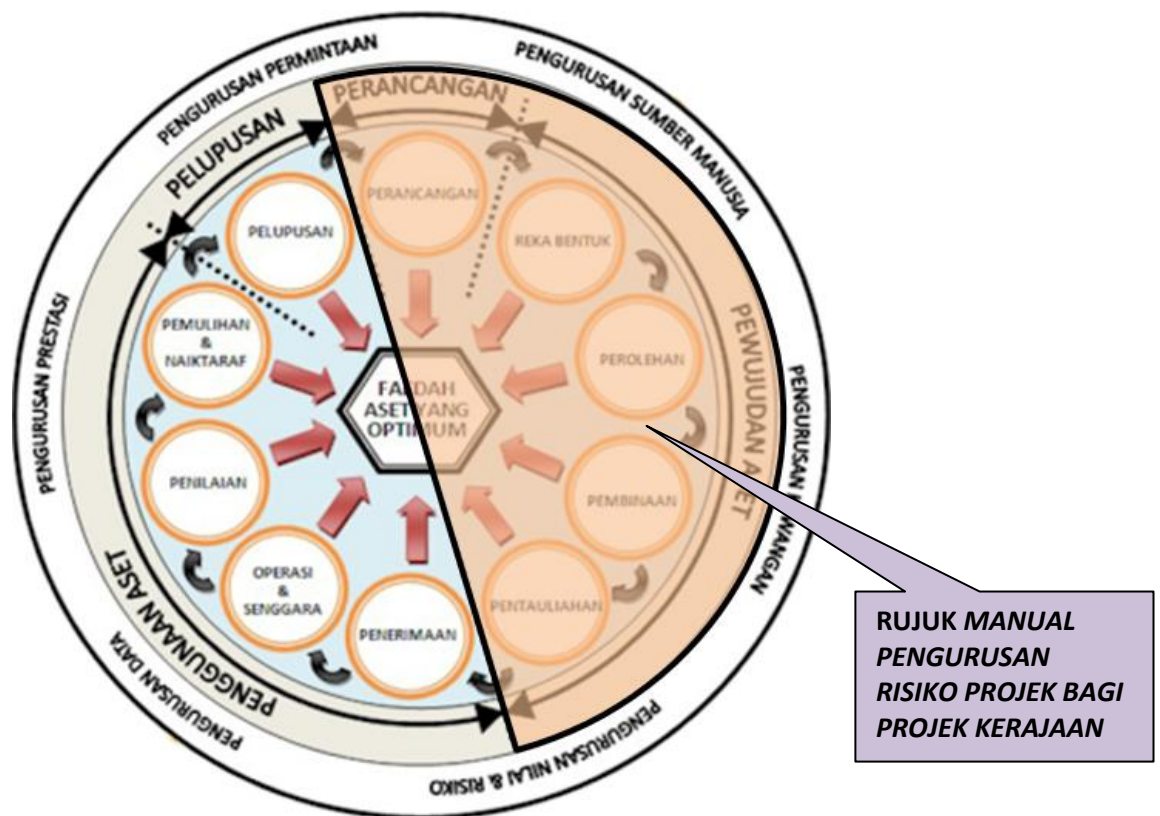 PENGURUSAN PERMINTAAN
PENGURUSAN SUMBER MANUSIA
PERANCANGAN
PELUPUSAN
PERANCANGAN
PELUPUSAN
REKA BENTUK
PENGURUSAN PRESTASI
PEMULIHAN
&
NAIKTARAF
PEROLEHAN
PEWUJUDAN ASET
FAEDAH
ASET YANG
OPTIMUM
PENILAIAN
PEMBINAAN
OPERASI
&
SENGGARA
PENTAULIAHAN
PENERIMAAN
PENGGUNAAN ASET
PENGURUSAN DATA
PENGURUSAN NILAI & RISIKO
PENGURUSAN
WANGAN
RUJUK MANUAL
PENGURUSAN
RISIKO PROJEK BAGI
PROJEK KERAJAAN